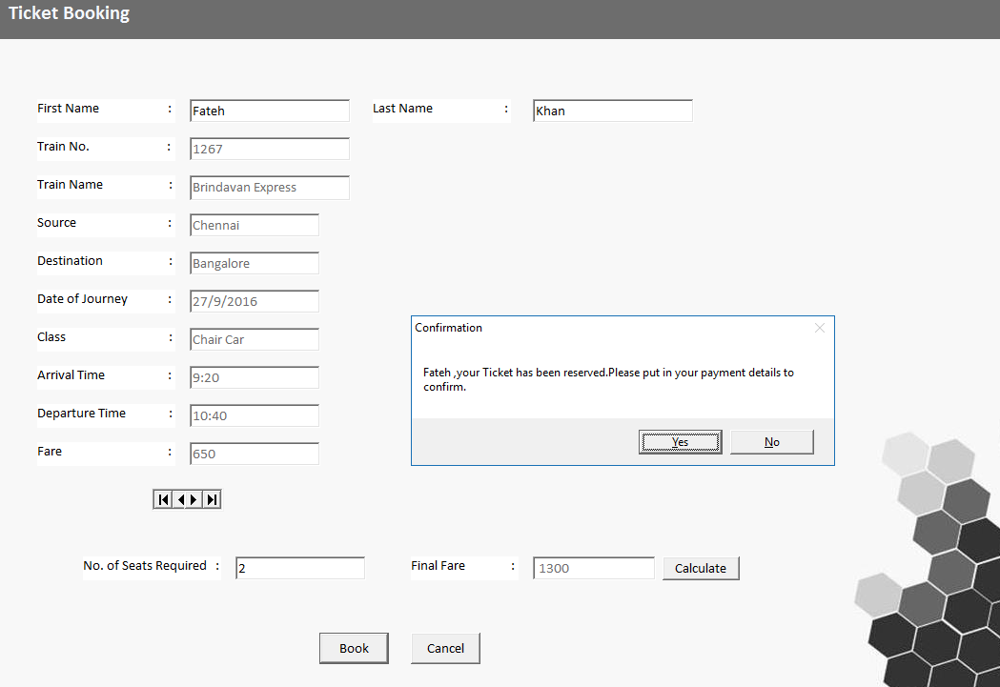 Ticket Booking
First Name : Fateh Last Name : Khan
Train No. : 1267
Train Name : Brindavan Express
Source : Chennai
Destination : Bangalore
Date of Journey : 27/9/2016
Class : Chair Car
Arrival Time : 9:20
Departure Time : 10:40
Fare : 650
Confirmation
Fateh ,your Ticket has been reserved.Please put in your payment details to
confirm.
Yes No
No. of Seats Required : 2 Final Fare : 1300 Calculate
Book Cancel